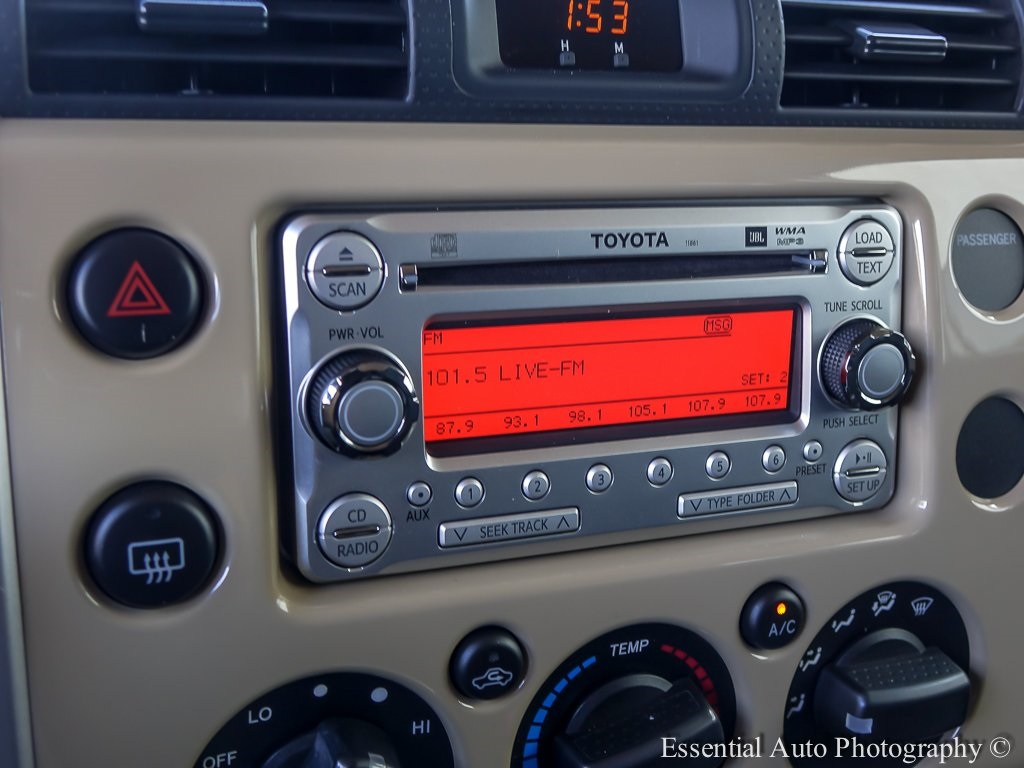 1:53
H M
PASSENGER
SCAN
TOYOTA 11861 JBL WMA MP3
LOAD
TEXT
PWR·VOL
TUNE SCROLL
FM MSG
101.5 LIVE-FM
SET: 2
87.9 93.1 98.1 105.1 107.9 107.9
PUSH SELECT
1 2 3 4 5 6
PRESET
SET UP
AUX
CD
RADIO
SEEK TRACK
TYPE FOLDER
A/C
TEMP
LO
HI
OFF
Essential Auto Photography ©